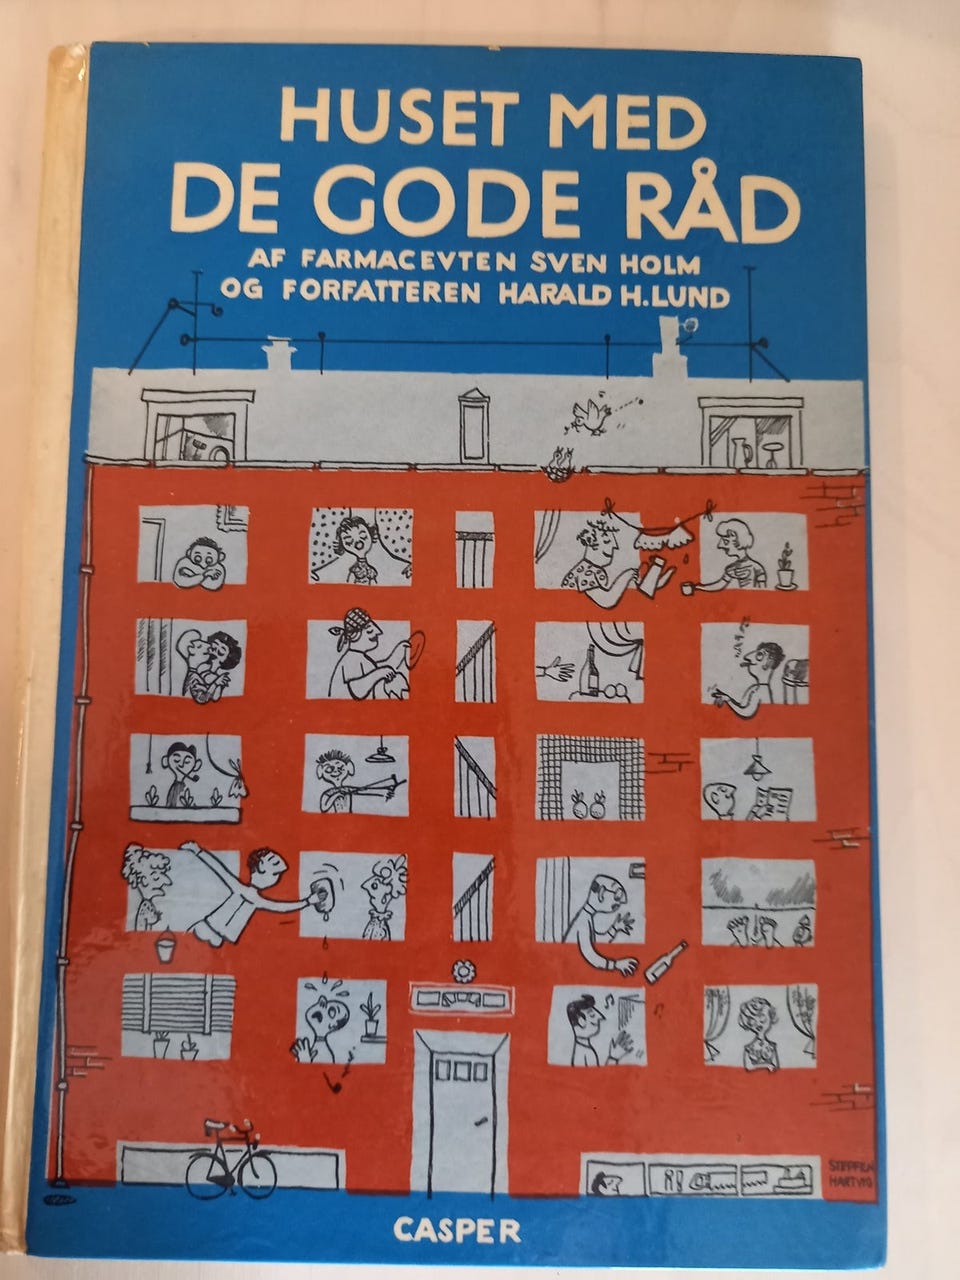 HUSET MED
DE GODE RÅD
AF FARMACEVTEN SVEN HOLM
OG FORFATTEREN HARALD H. LUND
STEFFEN
HARTVIG
CASPER